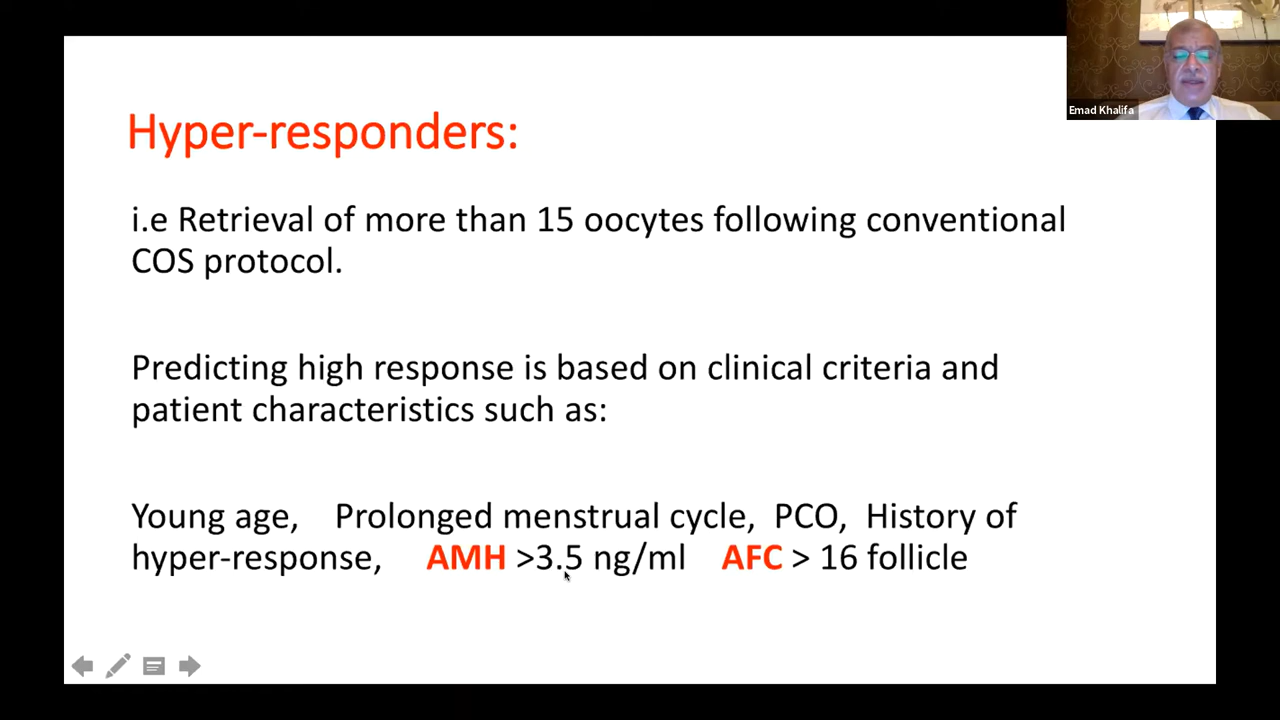 Emad Khalifa
Hyper-responders:
i.e Retrieval of more than 15 oocytes following conventional
COS protocol.
Predicting high response is based on clinical criteria and
patient characteristics such as:
Young age, Prolonged menstrual cycle, PCO, History of
hyper-response, AMH >3.5 ng/ml AFC > 16 follicle